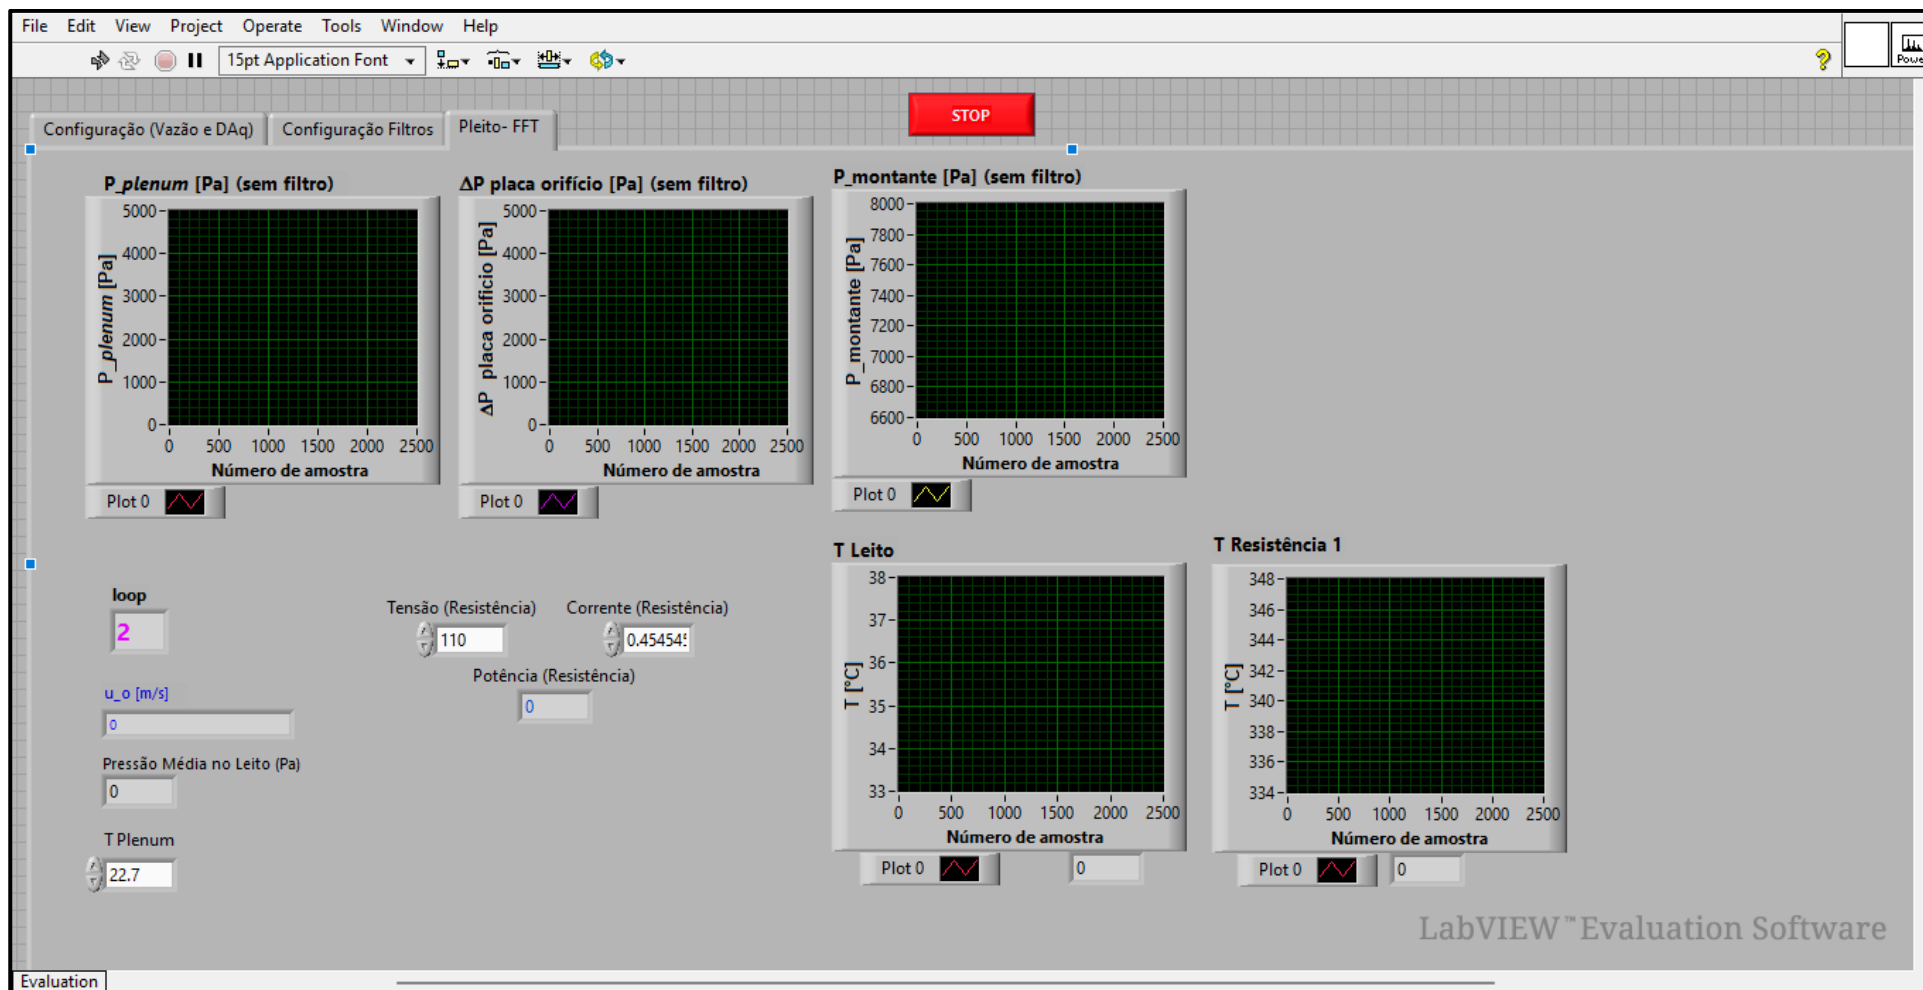 File Edit View Project Operate Tools Window Help
15pt Application Font
Configuração (Vazão e DAq) Configuração Filtros Pleito- FFT
STOP
P_plenum [Pa] (sem filtro)
P_plenum [Pa]
5000
4000
3000
2000
1000
0
0 500 1000 1500 2000 2500
Número de amostra
Plot 0
ΔP placa orifício [Pa] (sem filtro)
ΔP placa orificio [Pa]
5000
4000
3000
2000
1000
0
0 500 1000 1500 2000 2500
Número de amostra
Plot 0
P_montante [Pa] (sem filtro)
P_montante [Pa]
8000
7800
7600
7400
7200
7000
6800
6600
0 500 1000 1500 2000 2500
Número de amostra
Plot 0
loop
2
u_o [m/s]
0
Pressão Média no Leito (Pa)
0
T Plenum
22.7
Tensão (Resistência) Corrente (Resistência)
110 0.454545
Potência (Resistência)
0
T Leito
T [°C]
38
37
36
35
34
33
0 500 1000 1500 2000 2500
Número de amostra
Plot 0 0
T Resistência 1
T [°C]
348
346
344
342
340
338
336
334
0 500 1000 1500 2000 2500
Número de amostra
Plot 0 0
LabVIEW™ Evaluation Software
Evaluation